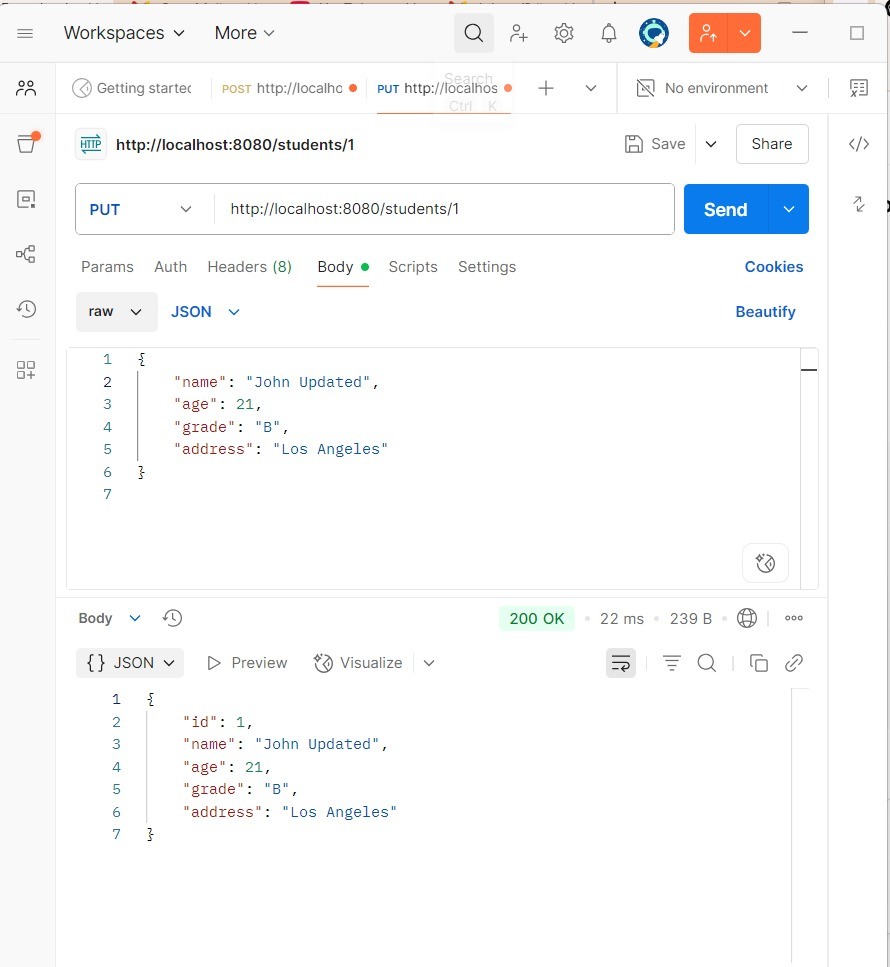 Workspaces More
Search
Ctrl K
Getting started POST http://localho PUT http://localhos No environment
HTTP http://localhost:8080/students/1 Save Share
PUT http://localhost:8080/students/1 Send
Params Auth Headers (8) Body Scripts Settings Cookies
raw JSON Beautify
1 {
2 "name": "John Updated",
3 "age": 21,
4 "grade": "B",
5 "address": "Los Angeles"
6 }
7
Body 200 OK 22 ms 239 B
{} JSON Preview Visualize
1 {
2 "id": 1,
3 "name": "John Updated",
4 "age": 21,
5 "grade": "B",
6 "address": "Los Angeles"
7 }